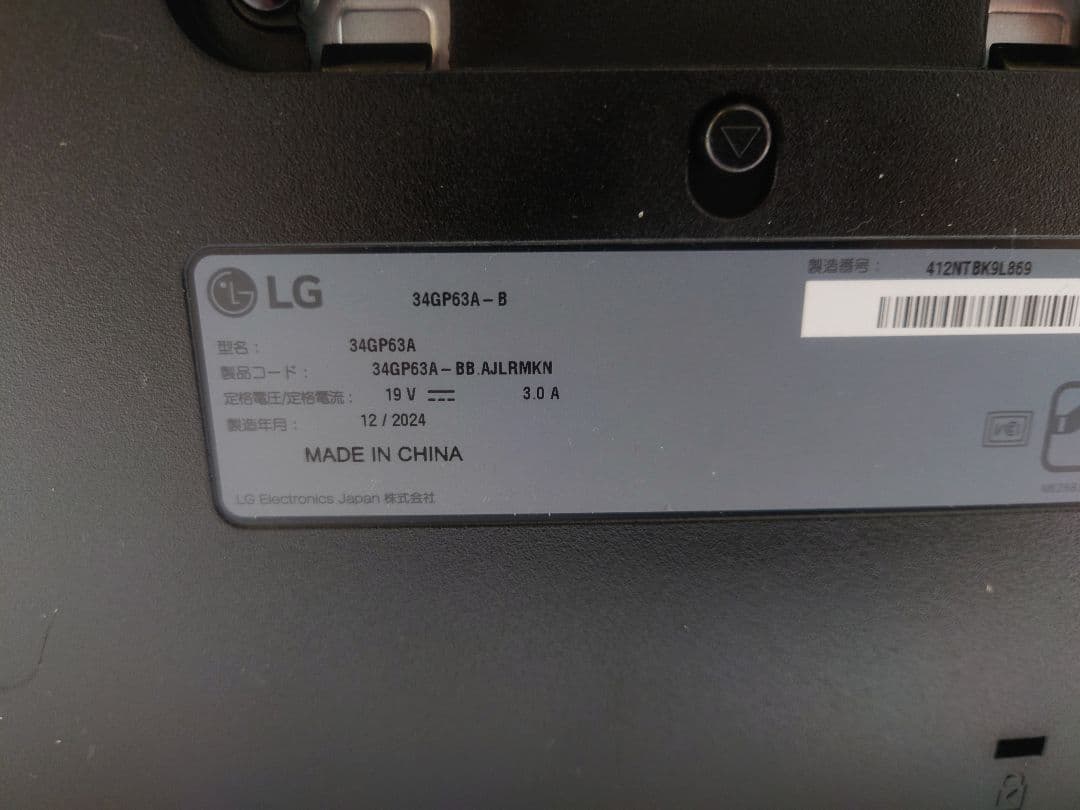 LG
34GP63A-B
製造番号: 412NTBK9L869
型名: 34GP63A
製品コード: 34GP63A-BB.AJLRMKN
定格電圧/定格電流: 19 V 3.0 A
製造年月: 12 / 2024
MADE IN CHINA
LG Electronics Japan 株式会社